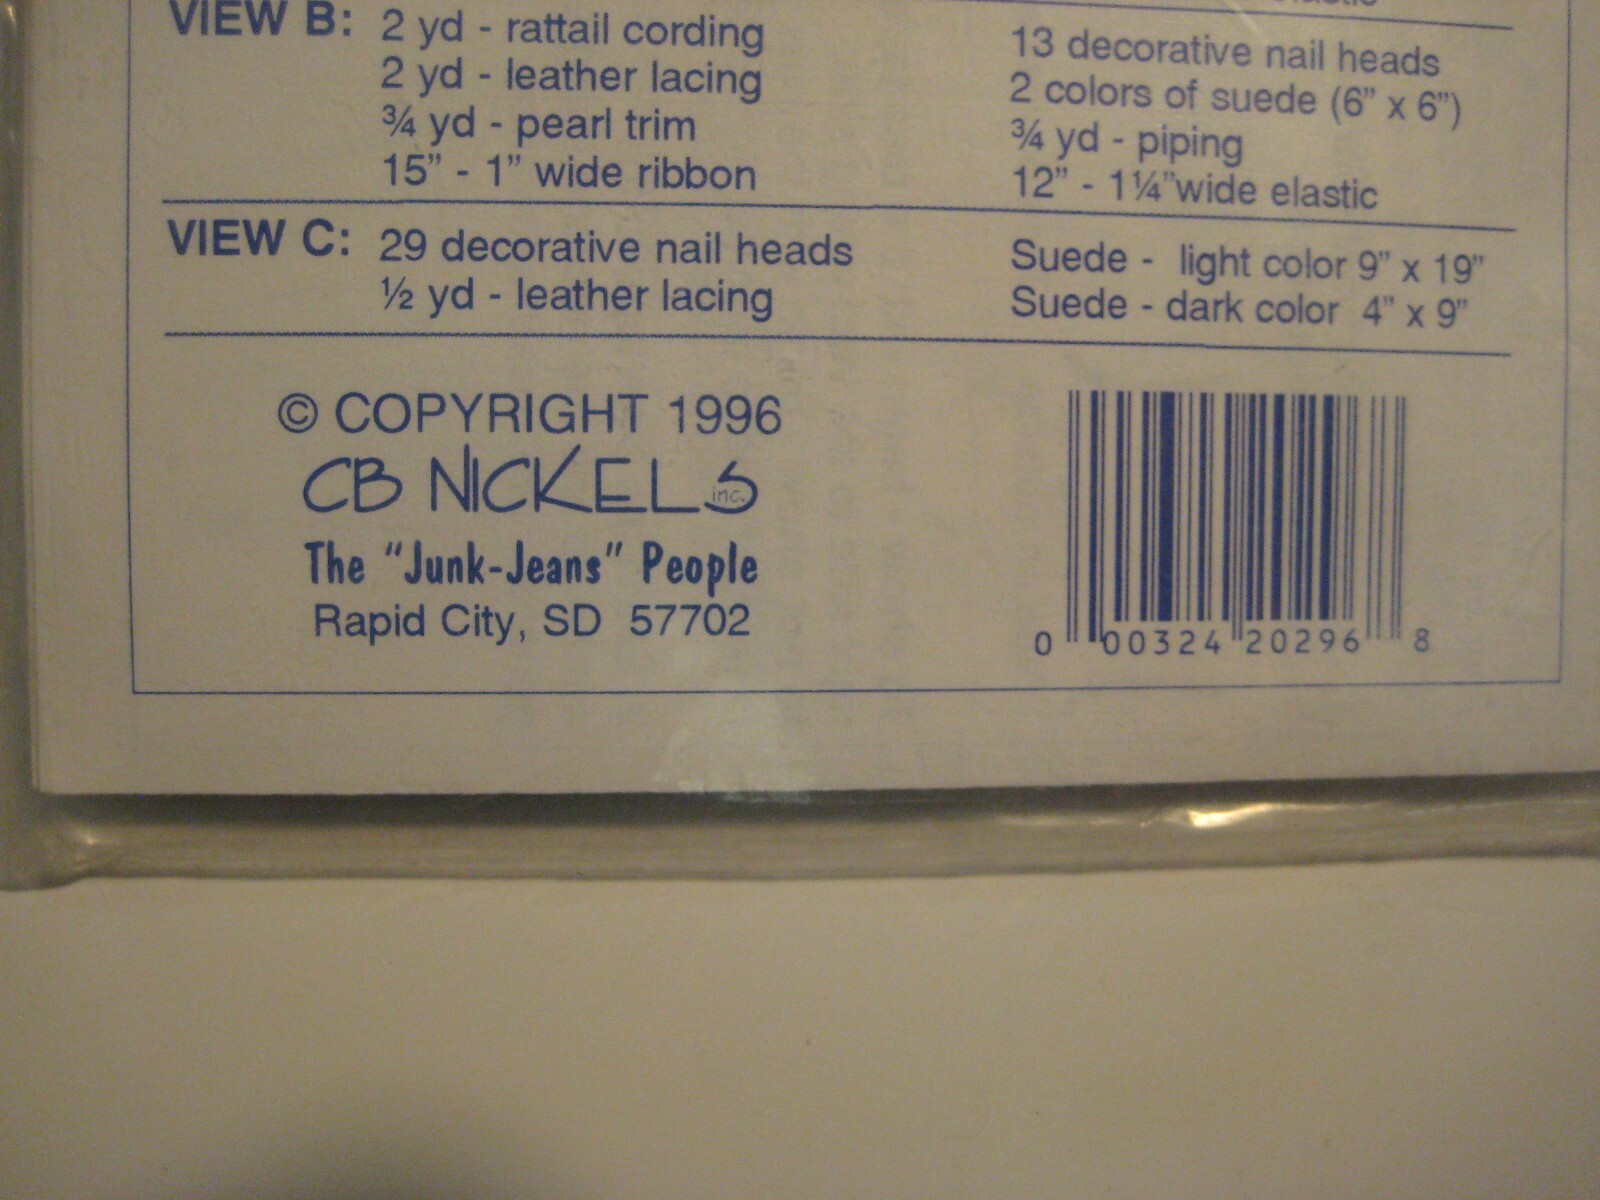 VIEW B: 2 yd - rattail cording
2 yd - leather lacing
¾ yd - pearl trim
15" - 1" wide ribbon
elastic
13 decorative nail heads
2 colors of suede (6" x 6")
¾ yd - piping
12" - 1¼"wide elastic
VIEW C: 29 decorative nail heads
½ yd - leather lacing
Suede - light color 9" x 19"
Suede - dark color 4" x 9"
© COPYRIGHT 1996
CB NICKELS inc.
The "Junk-Jeans" People
Rapid City, SD 57702
0 00324 20296 8